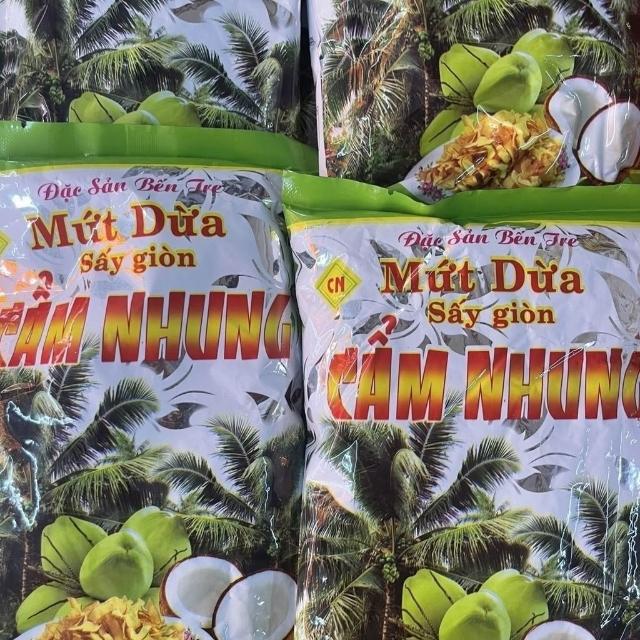 Đặc Sản Bến Tre
Mứt Dừa
Sấy giòn
CẨM NHUNG
Đặc Sản Bến Tre
CN
Mứt Dừa
Sấy giòn
CẨM NHUNG